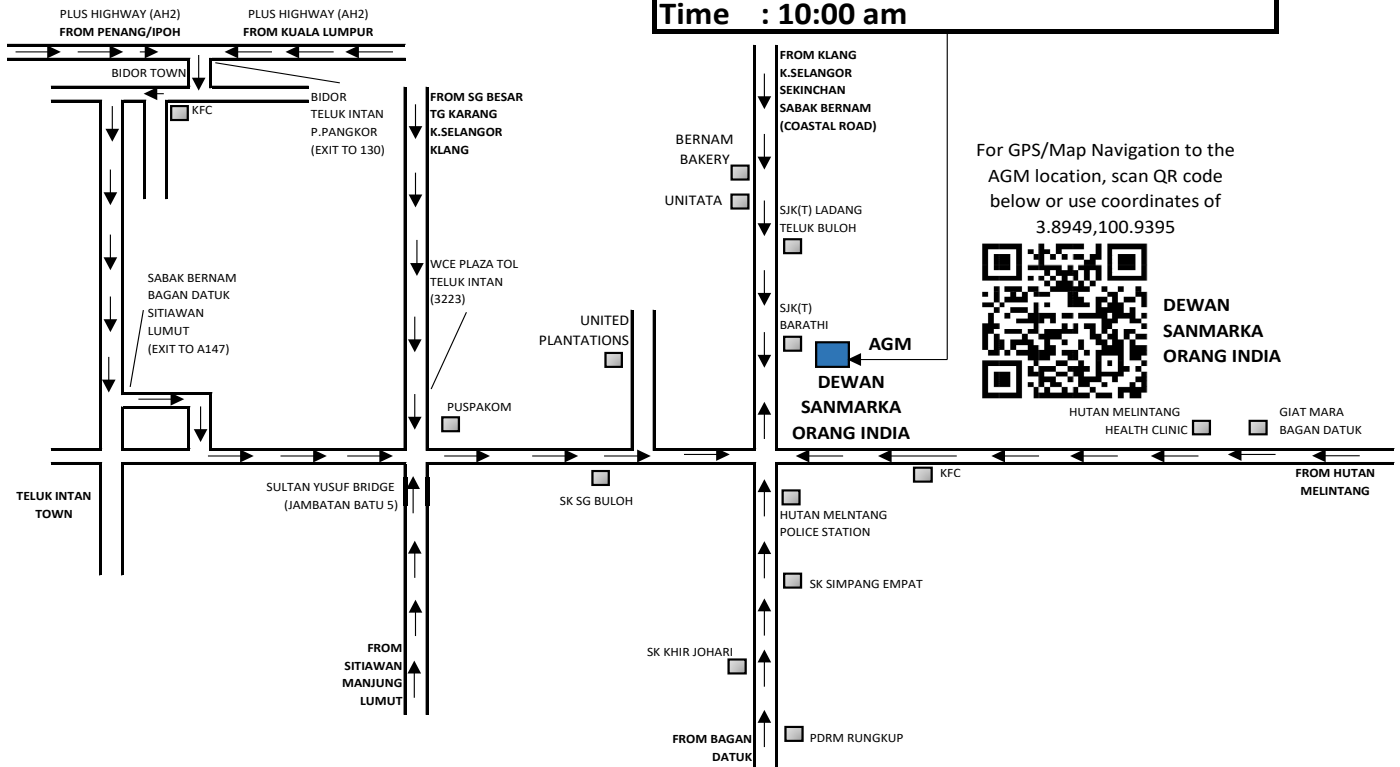 Time : 10:00 am
PLUS HIGHWAY (AH2)
FROM PENANG/IPOH
PLUS HIGHWAY (AH2)
FROM KUALA LUMPUR
BIDOR TOWN
KFC
BIDOR
TELUK INTAN
P.PANGKOR
(EXIT TO 130)
FROM SG BESAR
TG KARANG
K.SELANGOR
KLANG
FROM KLANG
K.SELANGOR
SEKINCHAN
SABAK BERNAM
(COASTAL ROAD)
BERNAM
BAKERY
UNITATA
SJK(T) LADANG
TELUK BULOH
For GPS/Map Navigation to the
AGM location, scan QR code
below or use coordinates of
3.8949,100.9395
DEWAN
SANMARKA
ORANG INDIA
SABAK BERNAM
BAGAN DATUK
SITIAWAN
LUMUT
(EXIT TO A147)
WCE PLAZA TOL
TELUK INTAN
(3223)
UNITED
PLANTATIONS
SJK(T)
BARATHI
AGM
DEWAN
SANMARKA
ORANG INDIA
PUSPAKOM
HUTAN MELINTANG
HEALTH CLINIC
GIAT MARA
BAGAN DATUK
TELUK INTAN
TOWN
SULTAN YUSUF BRIDGE
(JAMBATAN BATU 5)
SK SG BULOH
KFC
FROM HUTAN
MELINTANG
HUTAN MELNTANG
POLICE STATION
SK SIMPANG EMPAT
FROM
SITIAWAN
MANJUNG
LUMUT
SK KHIR JOHARI
FROM BAGAN
DATUK
PDRM RUNGKUP